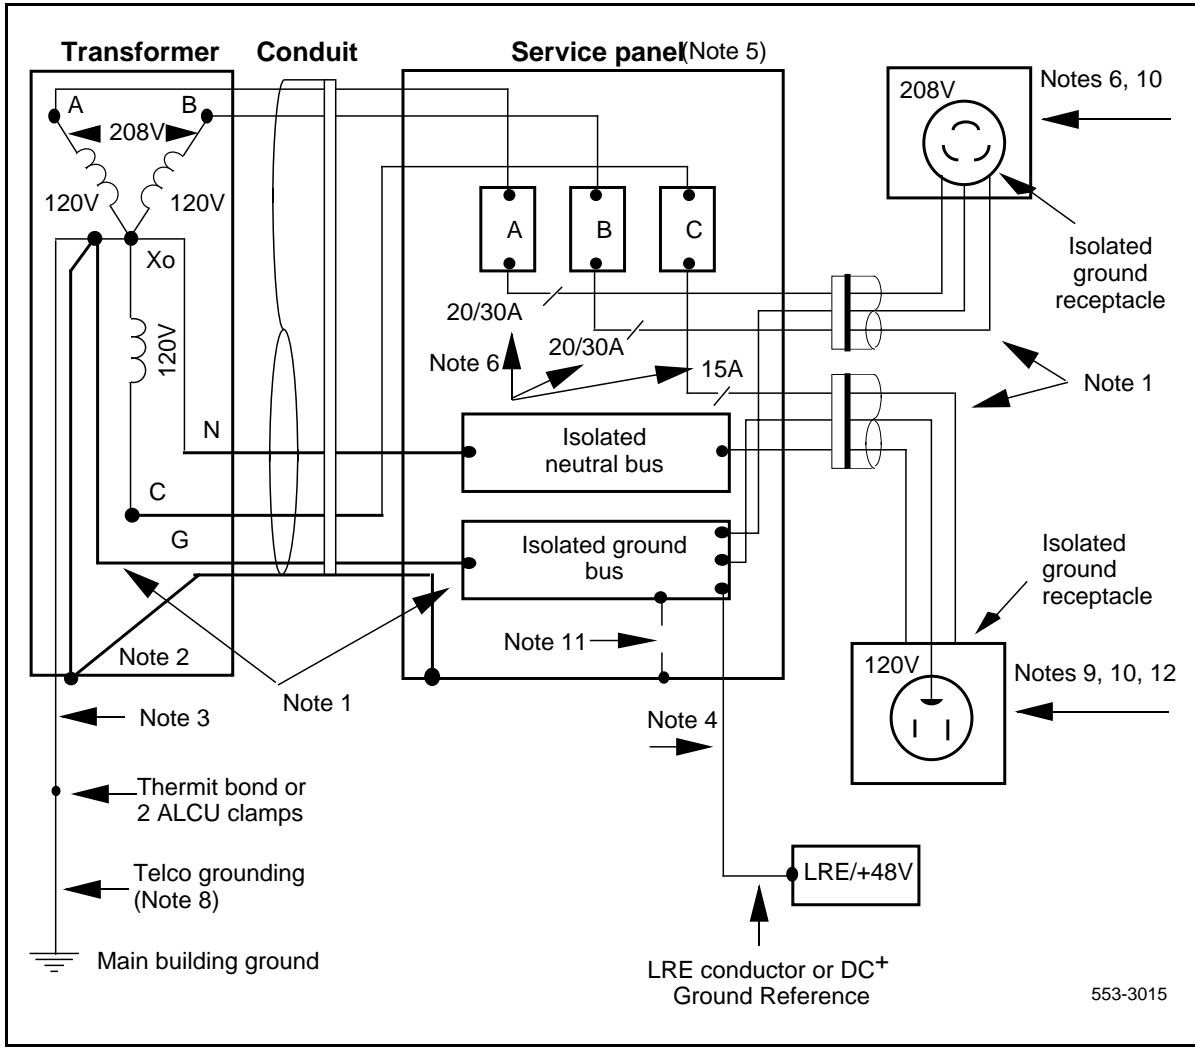 Transformer
Conduit
Service panel(Note 5)
A
B
208V
120V
120V
Xo
120V
N
C
G
Note 2
Note 1
A
B
C
20/30A
20/30A
Note 6
15A
Isolated
neutral bus
Isolated ground
bus
Note 11
208V
Notes 6, 10
Isolated
ground
receptacle
Note 1
Isolated
ground
receptacle
120V
Notes 9, 10, 12
Note 3
Note 4
Thermit bond or
2 ALCU clamps
Telco grounding
(Note 8)
Main building ground
LRE/+48V
LRE conductor or DC+
Ground Reference
553-3015